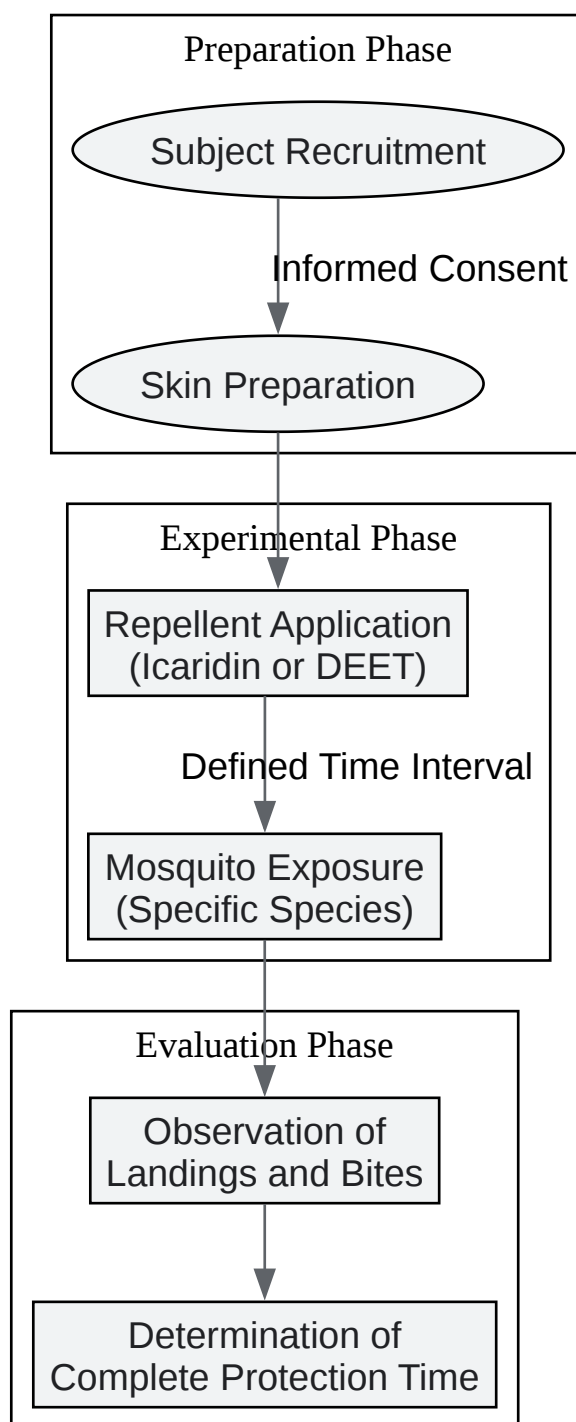 Preparation Phase
Subject Recruitment
Informed Consent
Skin Preparation
Experimental Phase
Repellent Application
(Icaridin or DEET)
Defined Time Interval
Mosquito Exposure
(Specific Species)
Evaluation Phase
Observation of
Landings and Bites
Determination of
Complete Protection Time